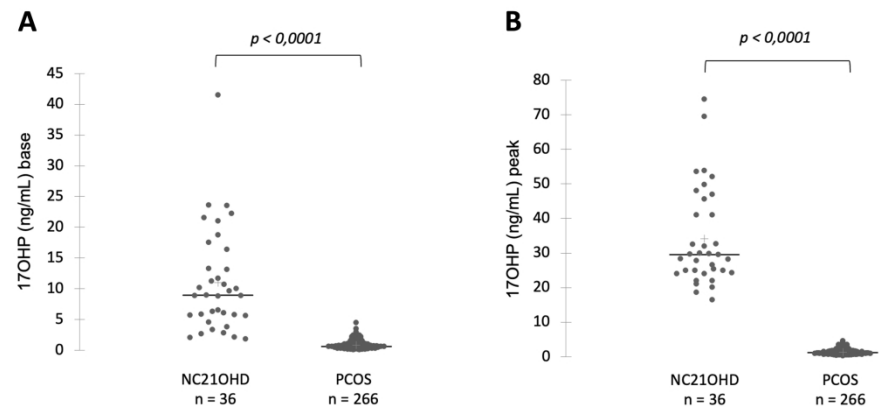 A
p < 0,0001
17OHP (ng/mL) base
45
40
35
30
25
20
15
10
5
0
NC21OHD
n = 36
PCOS
n = 266
B
p < 0,0001
17OHP (ng/mL) peak
80
70
60
50
40
30
20
10
0
NC21OHD
n = 36
PCOS
n = 266